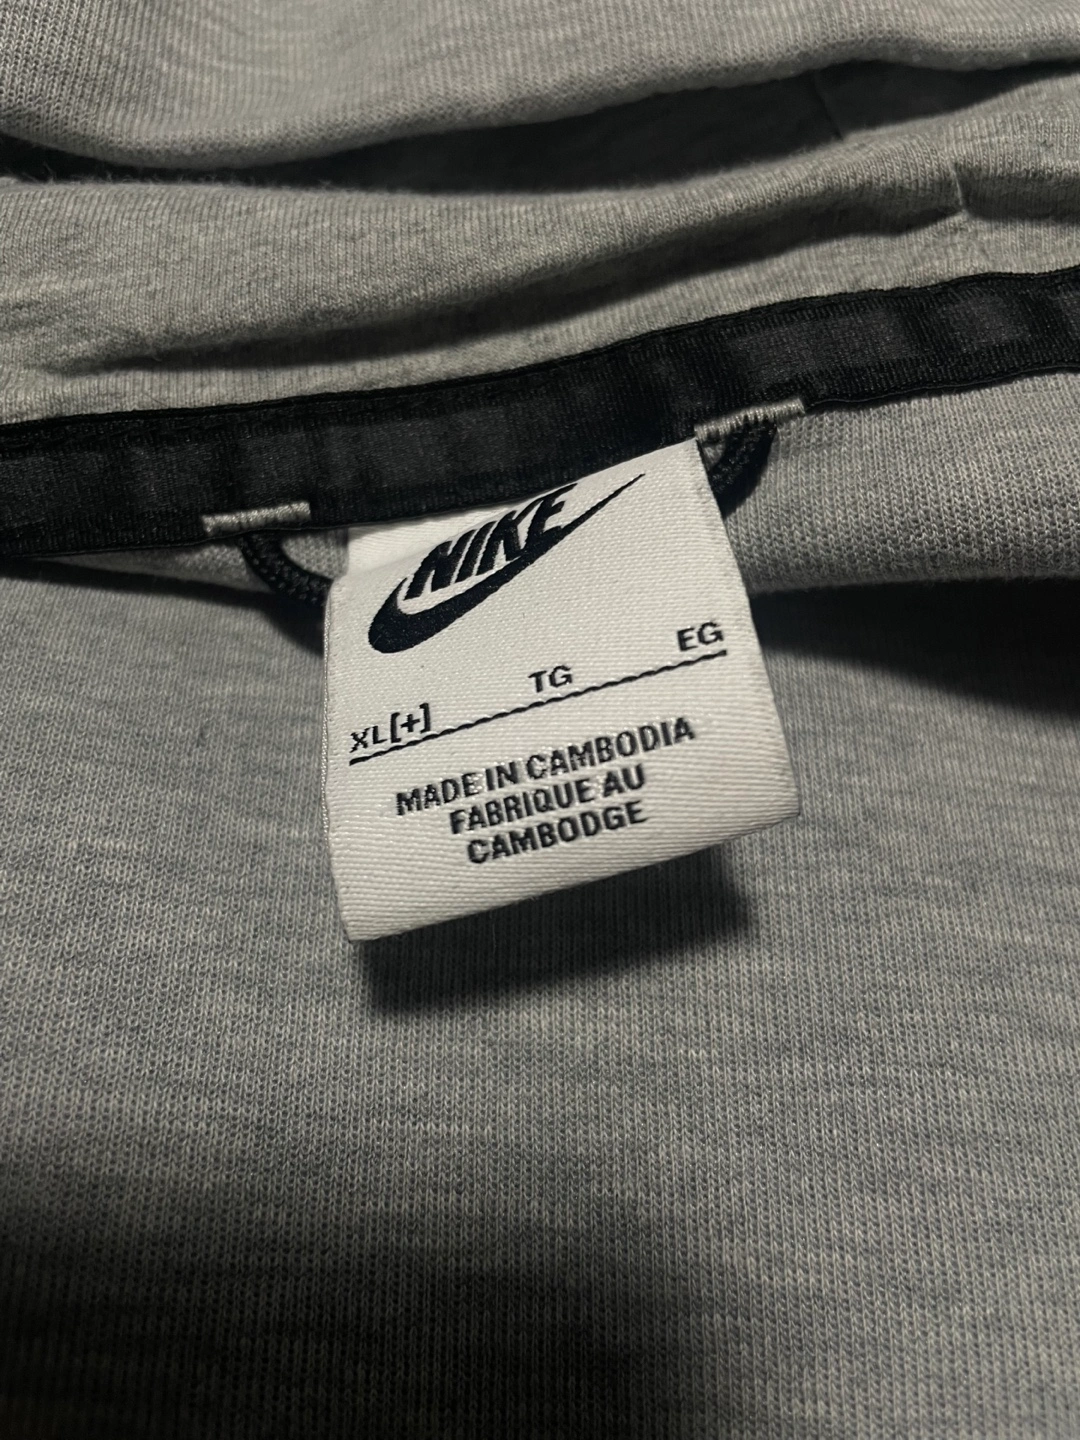 NIKE
XL[+] TG EG
MADE IN CAMBODIA
FABRIQUE AU
CAMBODGE